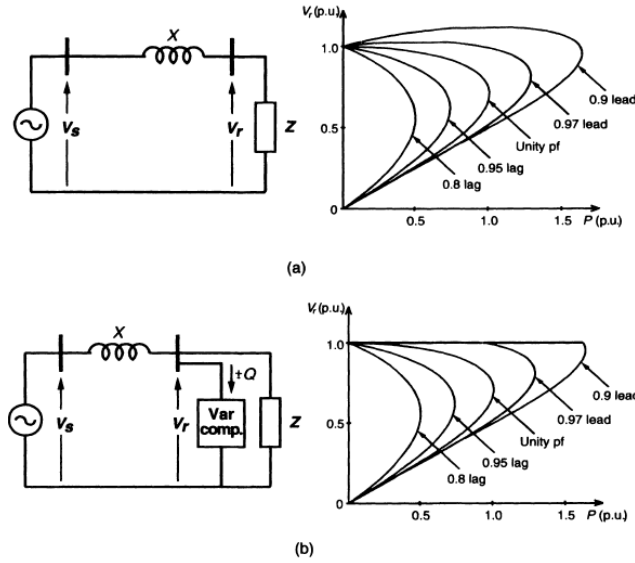 X
V_s
V_r
Z
V_r (p.u.)
1.0
0.5
0
0.5
1.0
1.5
P (p.u.)
0.9 lead
0.97 lead
Unity pf
0.95 lag
0.8 lag
(a)
X
V_s
V_r
+Q
Var
comp.
Z
V_r (p.u.)
1.0
0.5
0
0.5
1.0
1.5
P (p.u.)
0.9 lead
0.97 lead
Unity pf
0.95 lag
0.8 lag
(b)